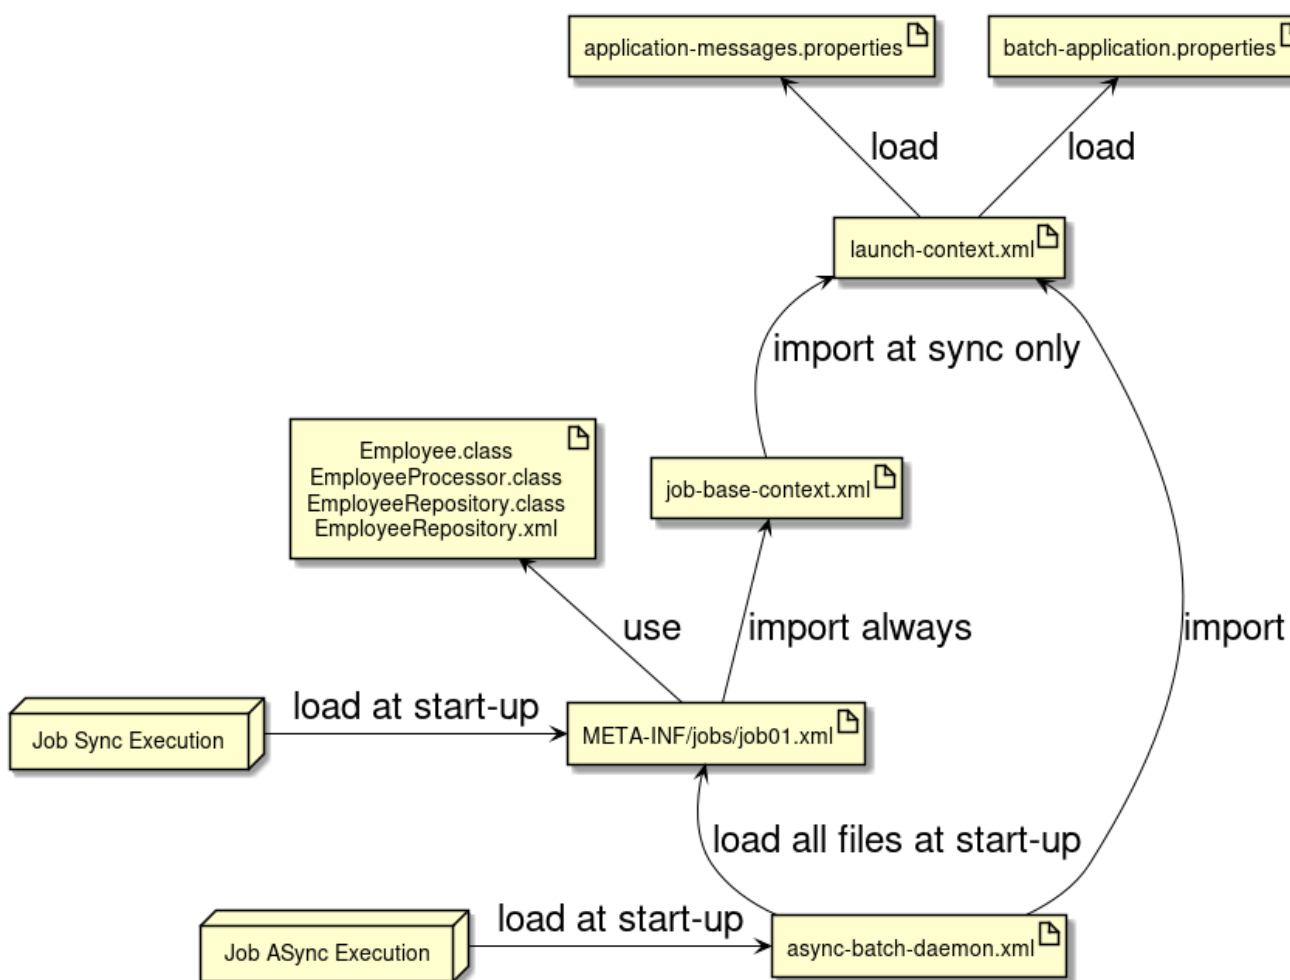 application-messages.properties
batch-application.properties
load
load
launch-context.xml
import at sync only
Employee.class
EmployeeProcessor.class
EmployeeRepository.class
EmployeeRepository.xml
job-base-context.xml
use
import always
import
load at start-up
Job Sync Execution
META-INF/jobs/job01.xml
load all files at start-up
load at start-up
Job ASync Execution
async-batch-daemon.xml